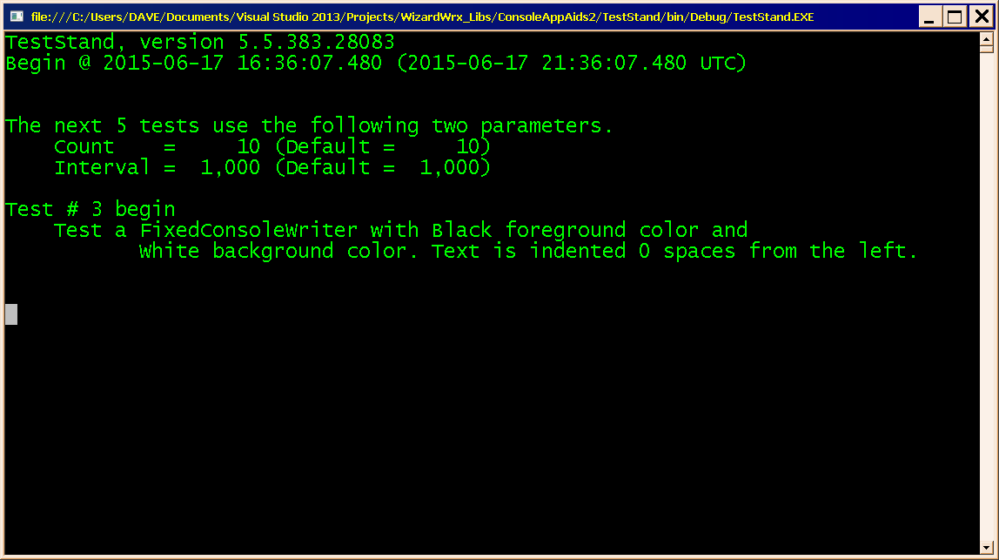 file:///C:/Users/DAVE/Documents/Visual Studio 2013/Projects/WizardWrx_Libs/ConsoleAppAids2/TestStand/bin/Debug/TestStand.EXE
TestStand, version 5.5.383.28083
Begin @ 2015-06-17 16:36:07.480 (2015-06-17 21:36:07.480 UTC)
The next 5 tests use the following two parameters.
    Count    =     10 (Default =     10)
    Interval =  1,000 (Default =  1,000)
Test # 3 begin
    Test a FixedConsoleWriter with Black foreground color and
           White background color. Text is indented 0 spaces from the left.